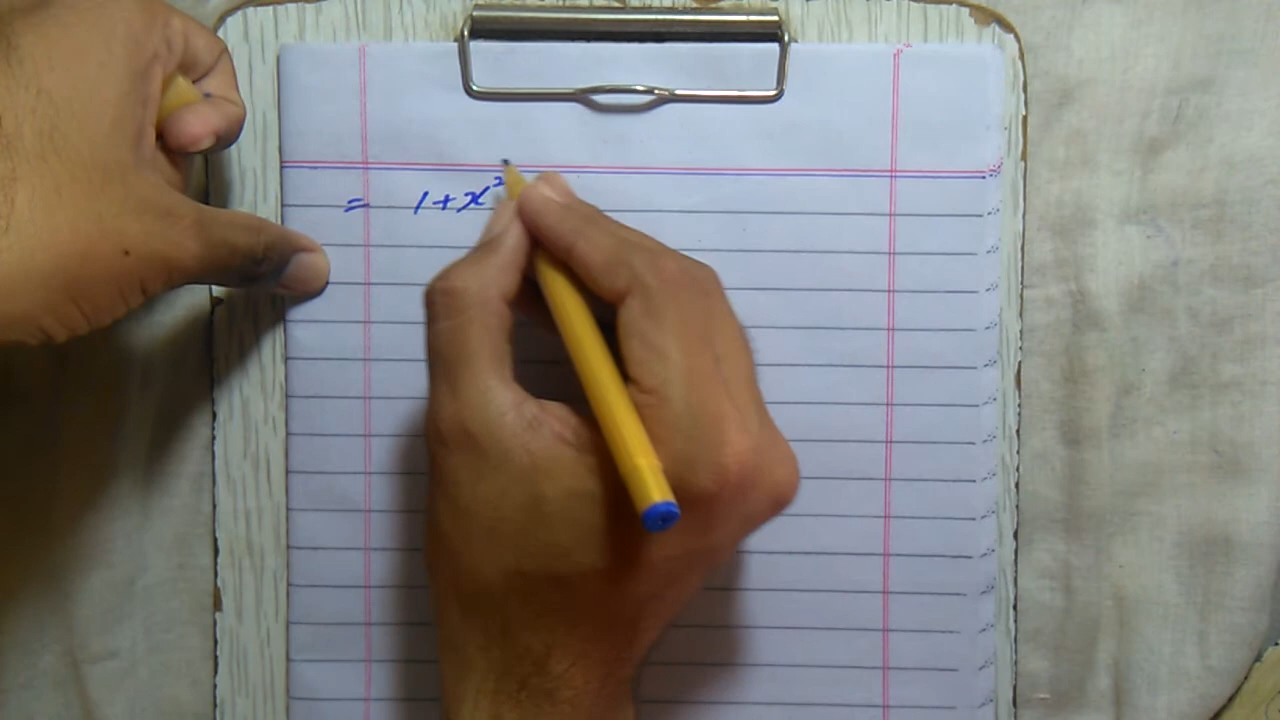 = 1+x²